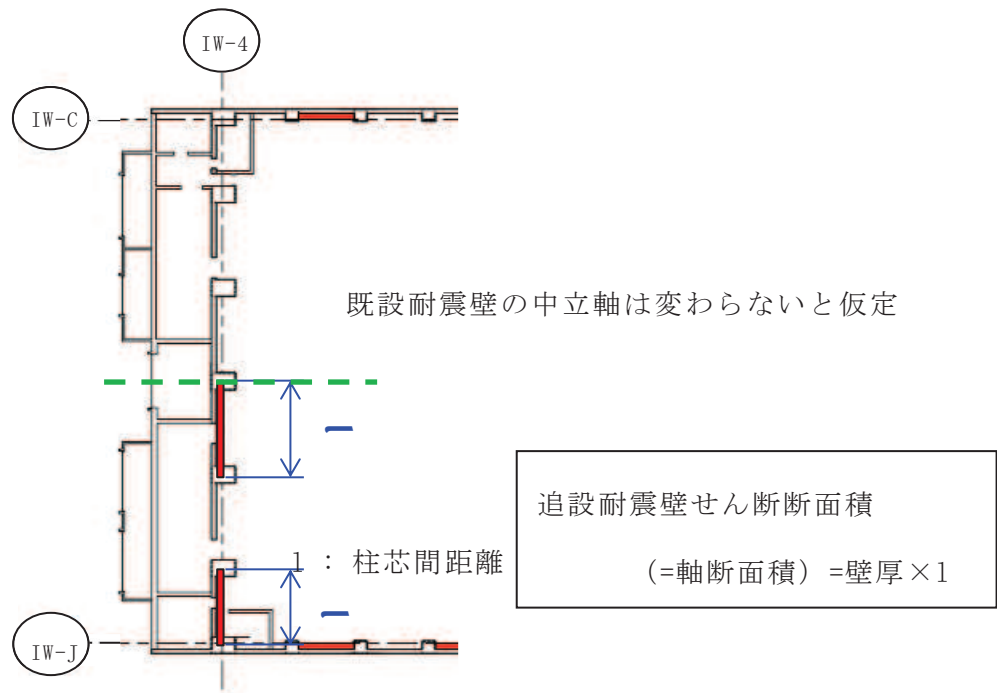 IW-4
IW-C
既設耐震壁の中立軸は変わらないと仮定
l
追設耐震壁せん断断面積
l : 柱芯間距離
(=軸断面積) =壁厚×l
l
IW-J